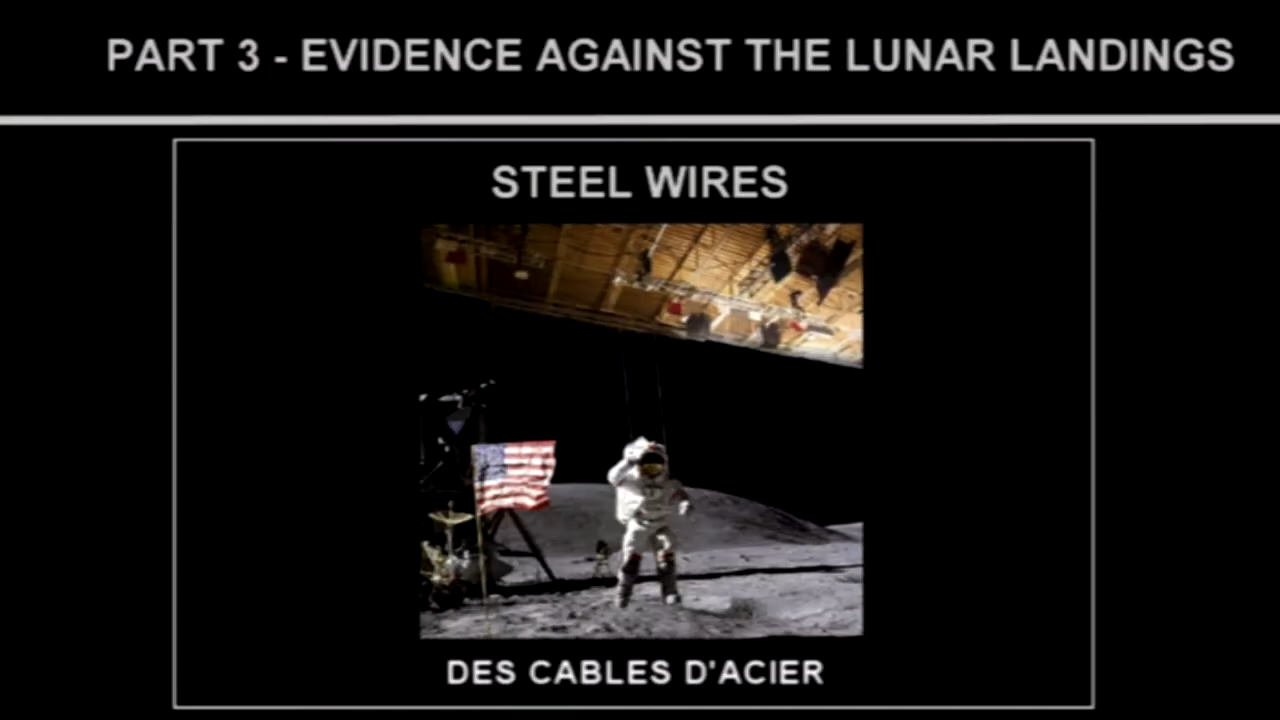 PART 3 - EVIDENCE AGAINST THE LUNAR LANDINGS
STEEL WIRES
DES CABLES D'ACIER